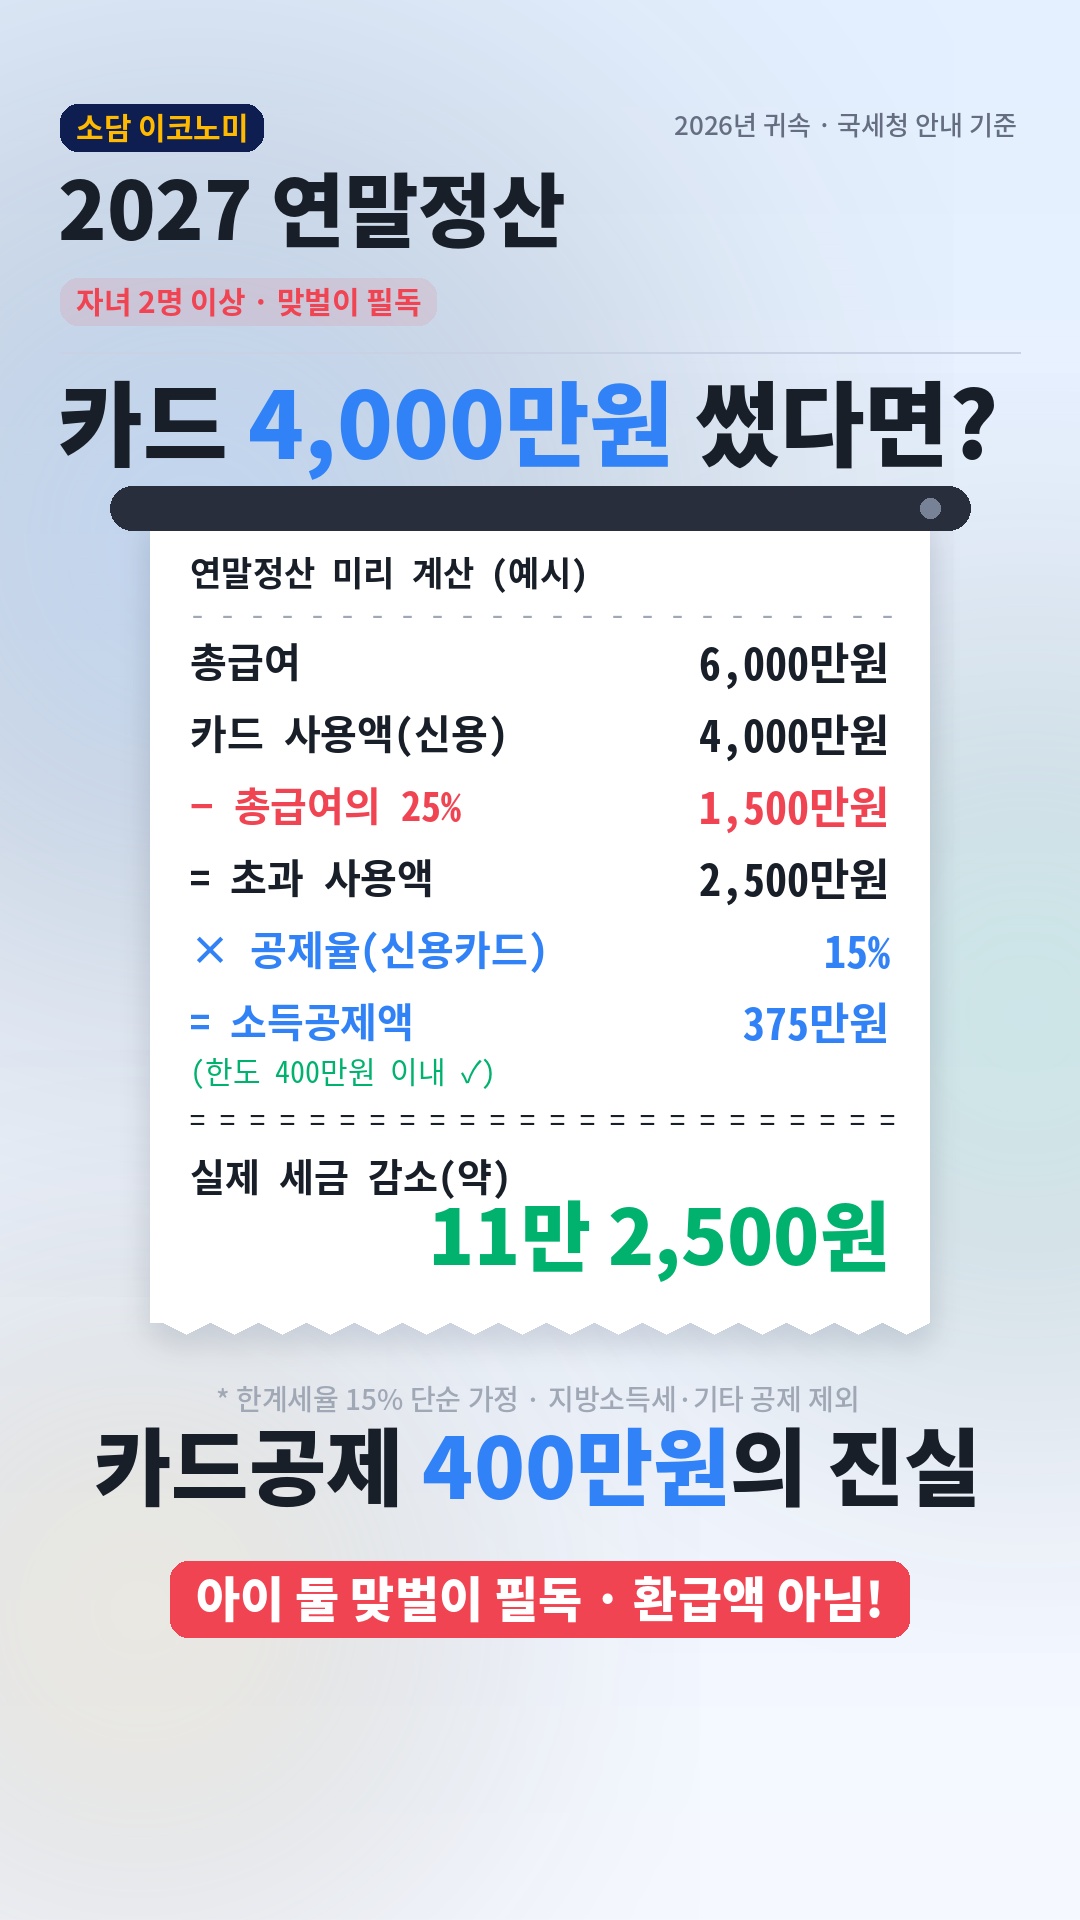 소담 이코노미
2026년 귀속 · 국세청 안내 기준
2027 연말정산
자녀 2명 이상 · 맞벌이 필독
카드 4,000만원 썼다면?
연말정산 미리 계산 (예시)
- - - - - - - - - - - - - - - - - - - - - - - -
총급여 6,000만원
카드 사용액(신용) 4,000만원
− 총급여의 25% 1,500만원
= 초과 사용액 2,500만원
× 공제율(신용카드) 15%
= 소득공제액 375만원
(한도 400만원 이내 ✓)
= = = = = = = = = = = = = = = = = = = = = = = =
실제 세금 감소(약)
11만 2,500원
* 한계세율 15% 단순 가정 · 지방소득세·기타 공제 제외
카드공제 400만원의 진실
아이 둘 맞벌이 필독 · 환급액 아님!